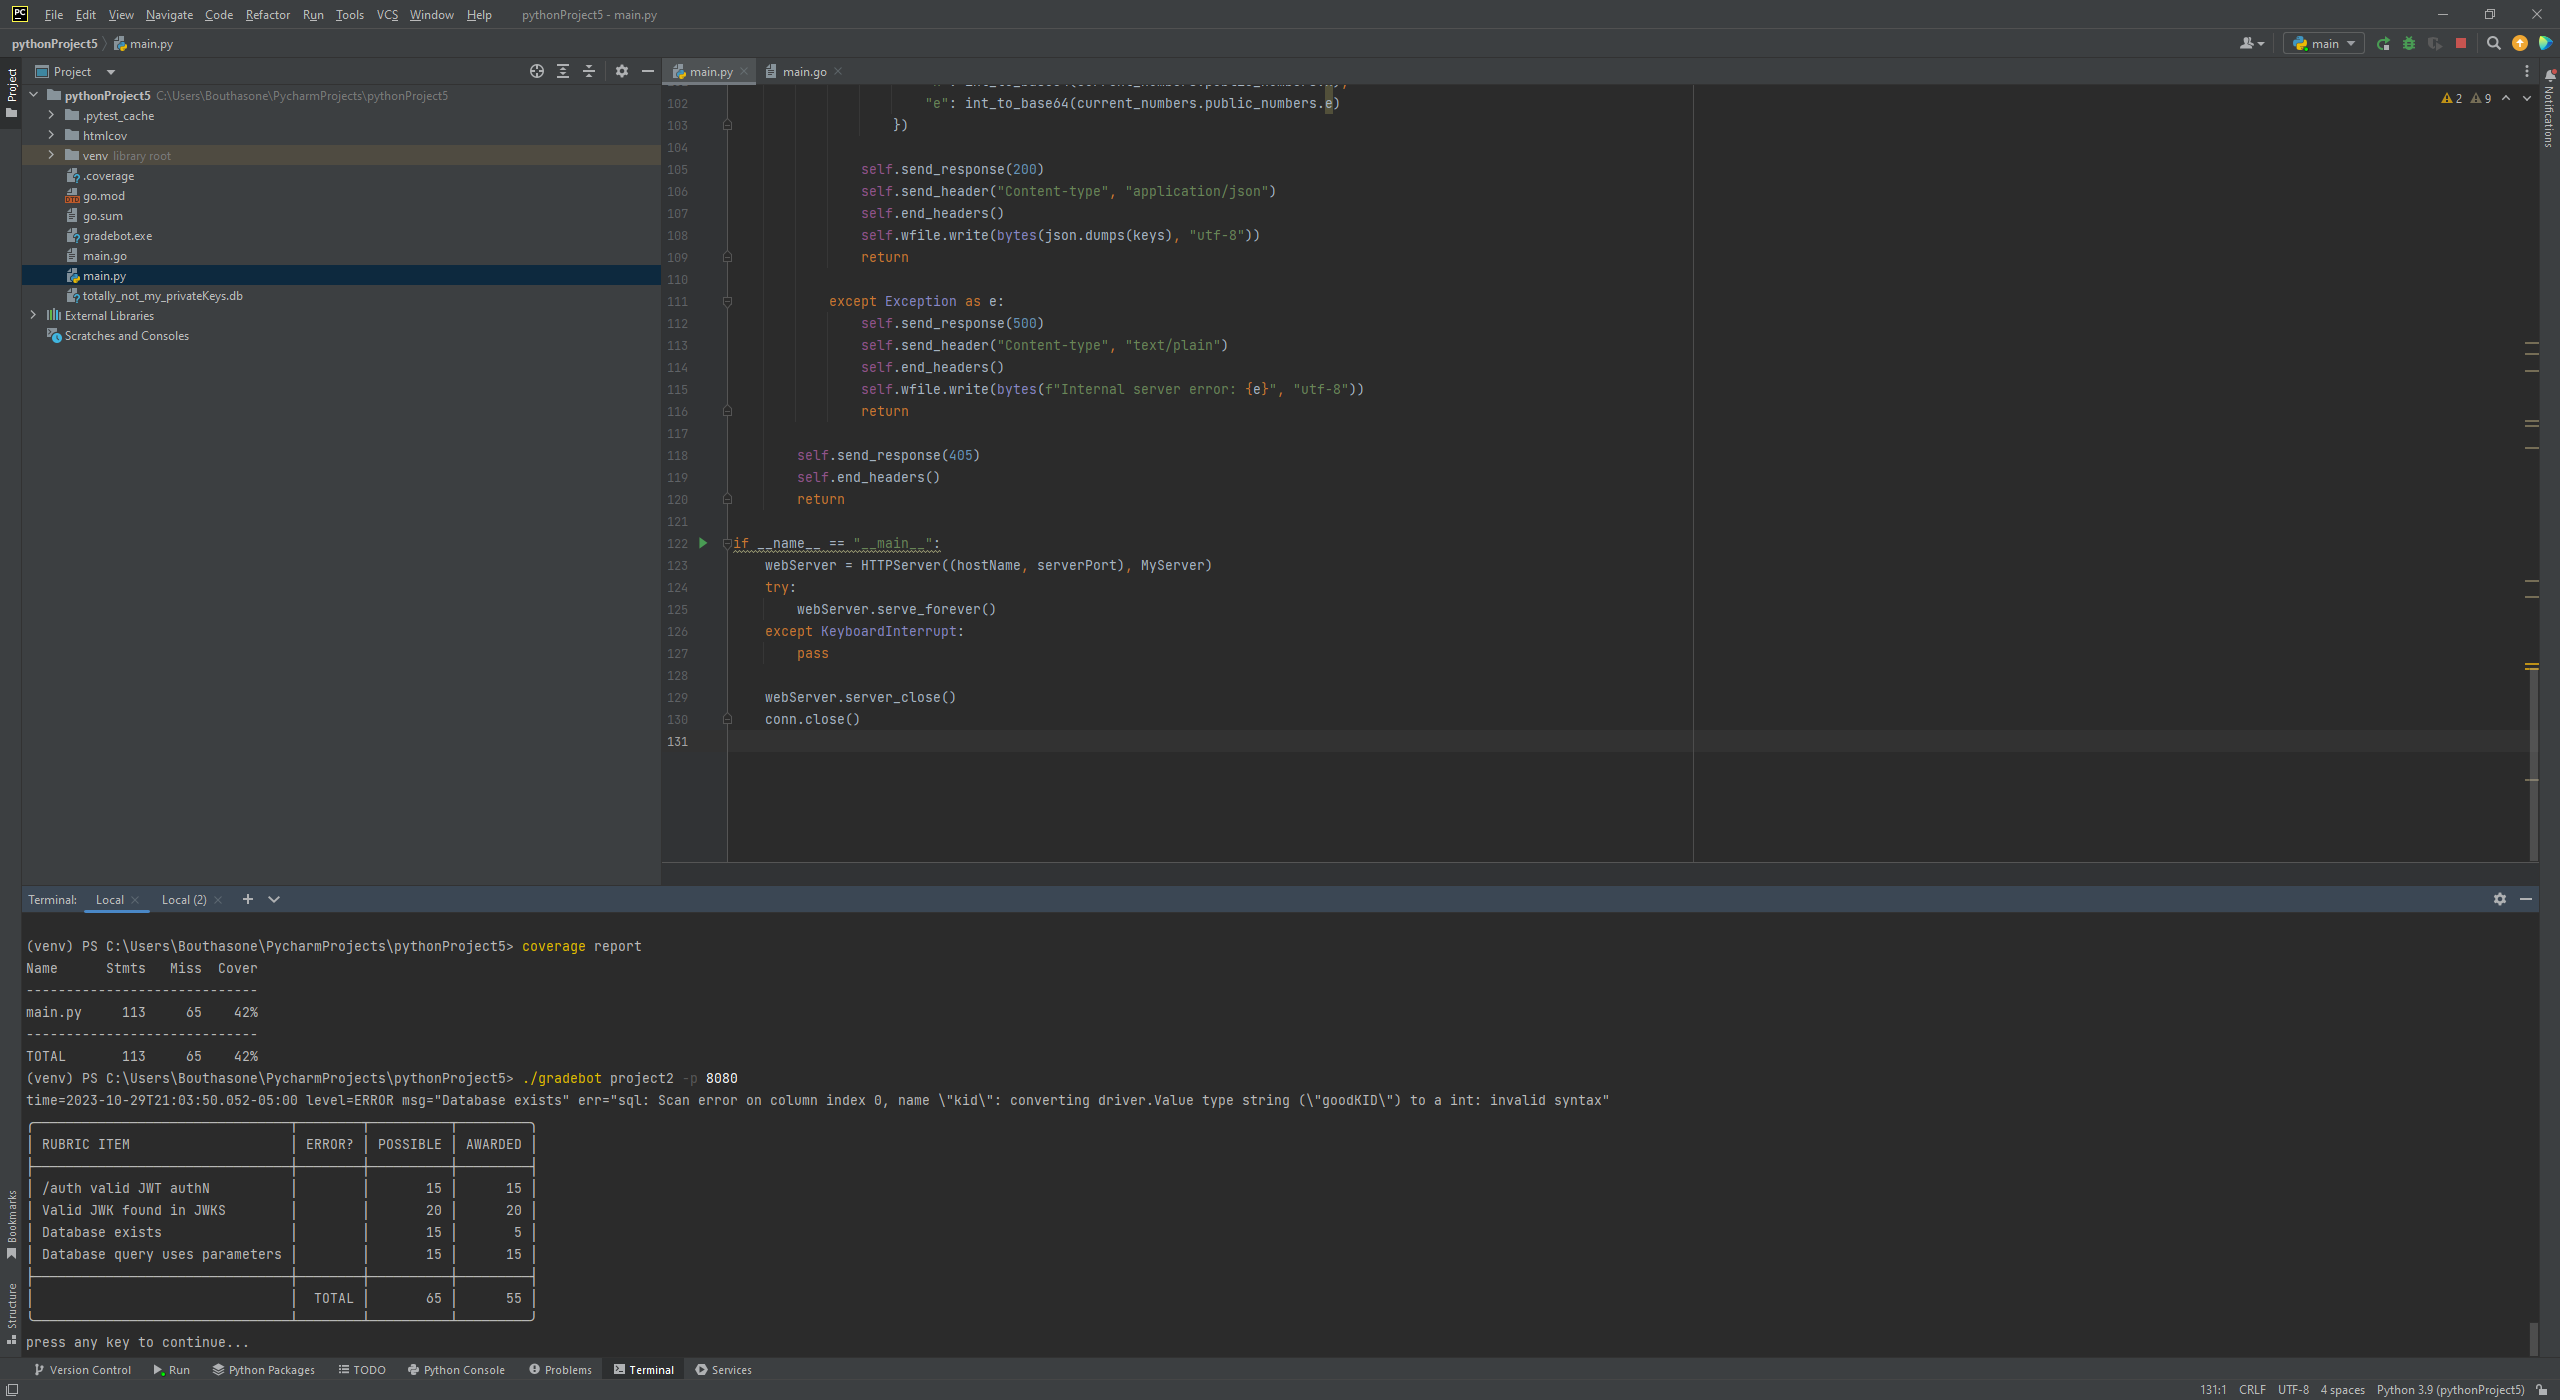 PC File Edit View Navigate Code Refactor Run Tools VCS Window Help pythonProject5 - main.py
pythonProject5 main.py
main
Project
main.py main.go
Project
Notifications
pythonProject5 C:\Users\Bouthasone\PycharmProjects\pythonProject5
.pytest_cache
htmlcov
venv library root
.coverage
go.mod
go.sum
gradebot.exe
main.go
main.py
totally_not_my_privateKeys.db
External Libraries
Scratches and Consoles
2 9
102 "e": int_to_base64(current_numbers.public_numbers.e)
103 })
104
105 self.send_response(200)
106 self.send_header("Content-type", "application/json")
107 self.end_headers()
108 self.wfile.write(bytes(json.dumps(keys), "utf-8"))
109 return
110
111 except Exception as e:
112 self.send_response(500)
113 self.send_header("Content-type", "text/plain")
114 self.end_headers()
115 self.wfile.write(bytes(f"Internal server error: {e}", "utf-8"))
116 return
117
118 self.send_response(405)
119 self.end_headers()
120 return
121
122 if __name__ == "__main__":
123 webServer = HTTPServer((hostName, serverPort), MyServer)
124 try:
125 webServer.serve_forever()
126 except KeyboardInterrupt:
127 pass
128
129 webServer.server_close()
130 conn.close()
131
Terminal: Local Local (2)
(venv) PS C:\Users\Bouthasone\PycharmProjects\pythonProject5> coverage report
Name Stmts Miss Cover
-----------------------------
main.py 113 65 42%
-----------------------------
TOTAL 113 65 42%
(venv) PS C:\Users\Bouthasone\PycharmProjects\pythonProject5> ./gradebot project2 -p 8080
time=2023-10-29T21:03:50.052-05:00 level=ERROR msg="Database exists" err="sql: Scan error on column index 0, name \"kid\": converting driver.Value type string (\"goodKID\") to a int: invalid syntax"
RUBRIC ITEM ERROR? POSSIBLE AWARDED
/auth valid JWT authN 15 15
Valid JWK found in JWKS 20 20
Database exists 15 5
Database query uses parameters 15 15
TOTAL 65 55
press any key to continue...
Bookmarks
Structure
Version Control Run Python Packages TODO Python Console Problems Terminal Services
131:1 CRLF UTF-8 4 spaces Python 3.9 (pythonProject5)